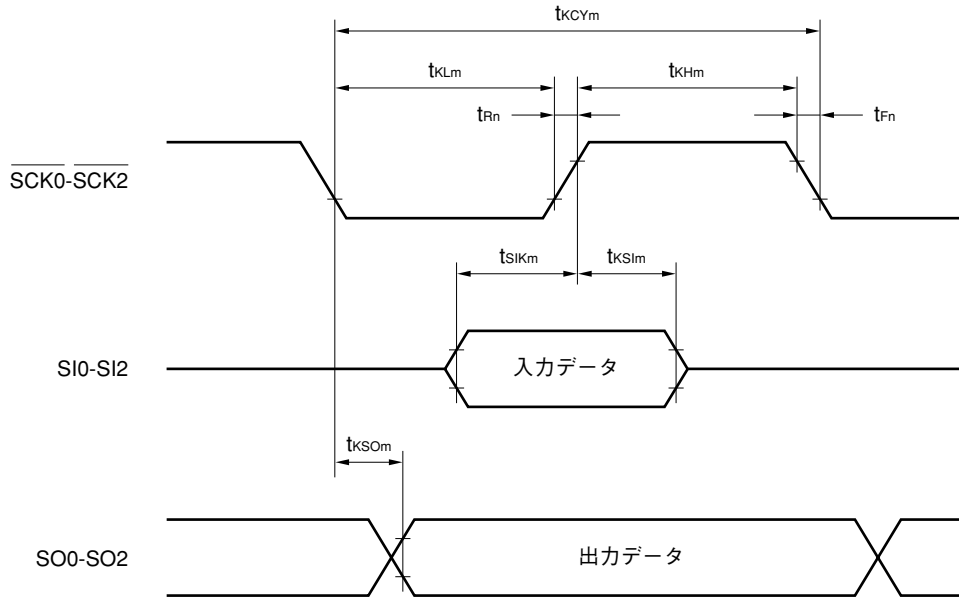 tKCYm
tKLm
tKHm
tRn
tFn
SCK0-SCK2
tSIKm
tKSIm
SI0-SI2
入力データ
tKSOm
SO0-SO2
出力データ